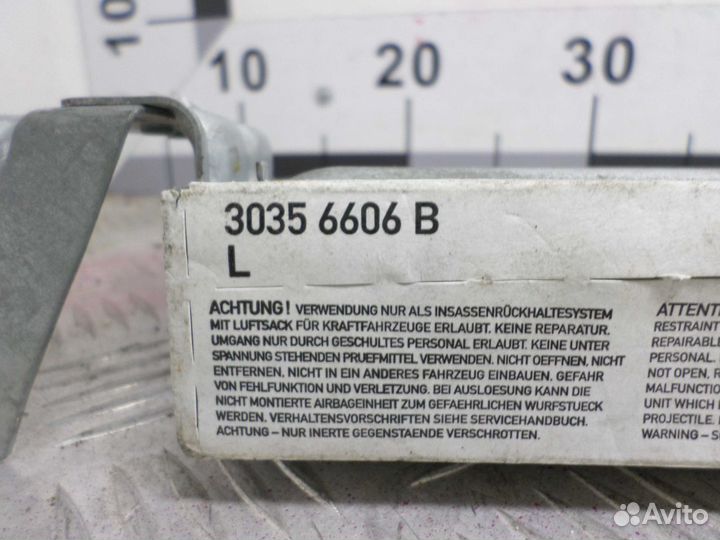 10
10
20
30
3035 6606 B
L
ACHTUNG! VERWENDUNG NUR ALS INSASSENRÜCKHALTESYSTEM
MIT LUFTSACK FÜR KRAFTFAHRZEUGE ERLAUBT. KEINE REPARATUR.
UMGANG NUR DURCH GESCHULTES PERSONAL ERLAUBT. KEINE UNTER
SPANNUNG STEHENDEN PRUEFMITTEL VERWENDEN. NICHT OEFFNEN, NICHT
ENTFERNEN, NICHT IN EIN ANDERES FAHRZEUG EINBAUEN. GEFAHR
VON FEHLFUNKTION UND VERLETZUNG. BEI AUSLOESUNG KANN DIE
NICHT MONTIERTE AIRBAGEINHEIT ZUM GEFAEHRLICHEN WURFSTUECK
WERDEN. VERHALTENSVORSCHRIFTEN SIEHE SERVICEHANDBUCH.
ACHTUNG – NUR INERTE GEGENSTAENDE VERSCHROTTEN.
ATTENTI
RESTRAINT
REPAIRABLE
PERSONAL.
NOT OPEN, R
MALFUNCTIO
UNIT WHICH
PROJECTILE.
WARNING – S
Avito